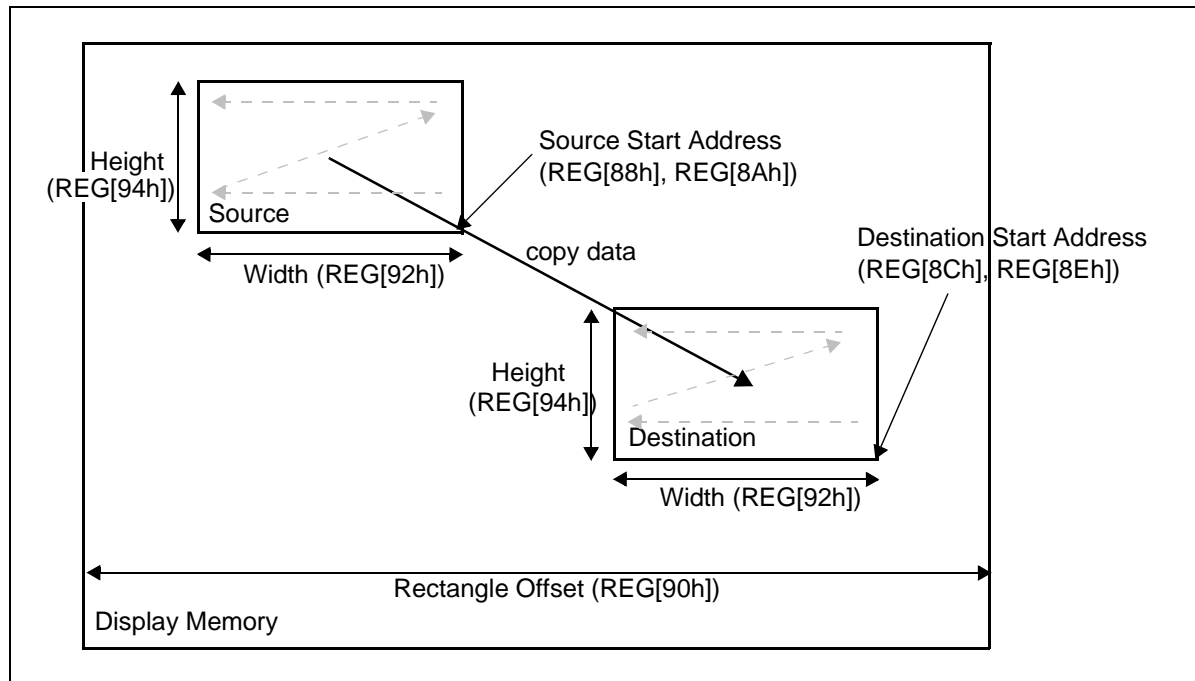 Height
(REG[94h])
Source Start Address
(REG[88h], REG[8Ah])
Source
Width (REG[92h])
copy data
Destination Start Address
(REG[8Ch], REG[8Eh])
Height
(REG[94h])
Destination
Width (REG[92h])
Rectangle Offset (REG[90h])
Display Memory